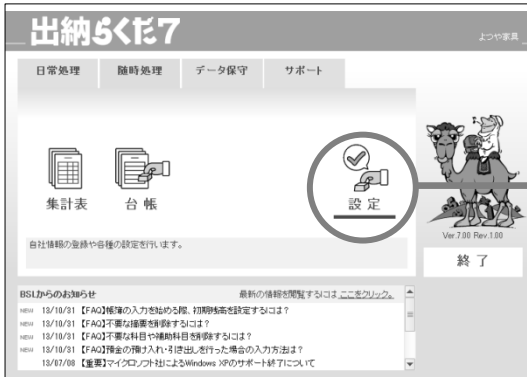 出納らくだ7
よつや家具
日常処理 随時処理 データ保守 サポート
集計表 台帳 設定
Ver.7.00 Rev.1.00
終了
自社情報の登録や各種の設定を行います。
BSLからのお知らせ 最新の情報を閲覧するにはここをクリック。
NEW 13/10/31 【FAQ】帳簿の入力を始める際、初期残高を設定するには？
NEW 13/10/31 【FAQ】不要な摘要を削除するには？
NEW 13/10/31 【FAQ】不要な科目や補助科目を削除するには？
NEW 13/10/31 【FAQ】預金の預け入れ・引き出しを行った場合の入力方法は？
13/07/08 【重要】マイクロソフト社によるWindows XPのサポート終了について